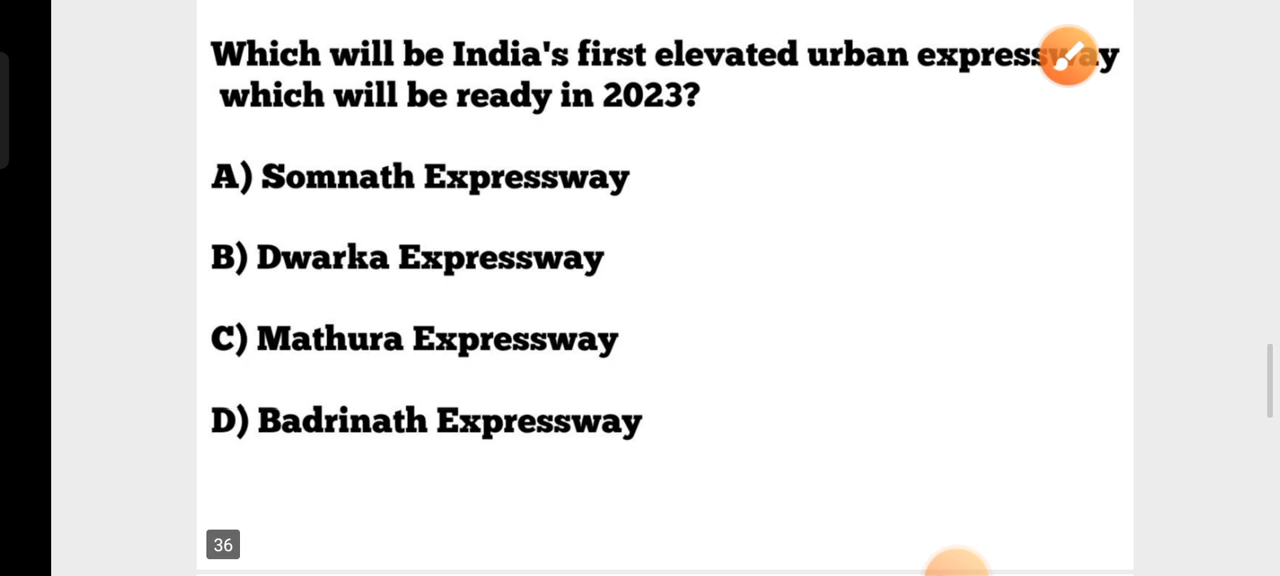 Which will be India's first elevated urban expressway
which will be ready in 2023?
A) Somnath Expressway
B) Dwarka Expressway
C) Mathura Expressway
D) Badrinath Expressway
36